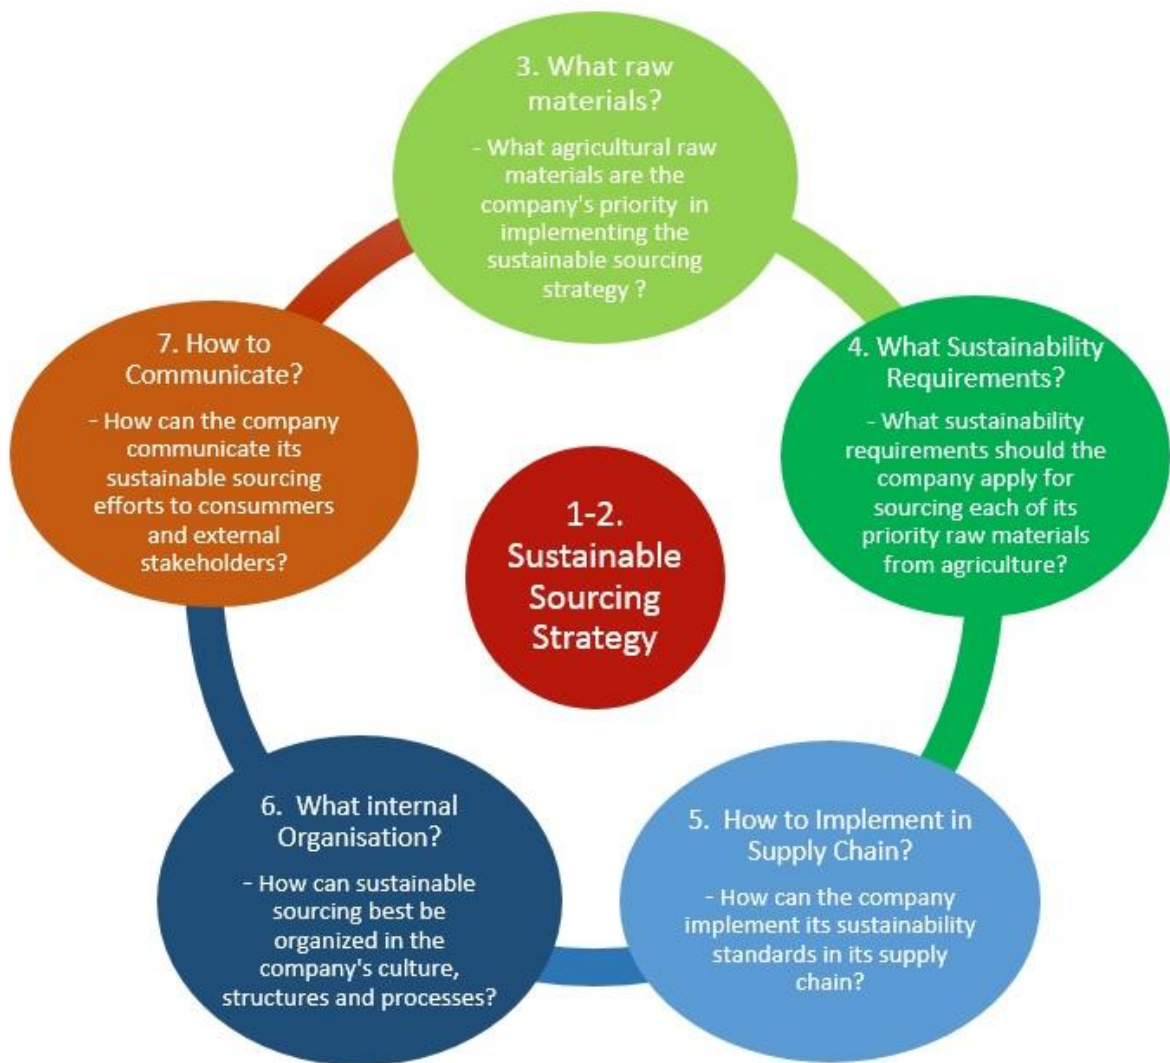 3. What raw
materials?
- What agricultural raw
materials are the
company's priority in
implementing the
sustainable sourcing
strategy ?
4. What Sustainability
Requirements?
- What sustainability
requirements should the
company apply for
sourcing each of its
priority raw materials
from agriculture?
5. How to Implement in
Supply Chain?
- How can the company
implement its sustainability
standards in its supply
chain?
6. What internal
Organisation?
- How can sustainable
sourcing best be
organized in the
company's culture,
structures and processes?
7. How to
Communicate?
- How can the company
communicate its
sustainable sourcing
efforts to consummers
and external
stakeholders?
1-2.
Sustainable
Sourcing
Strategy